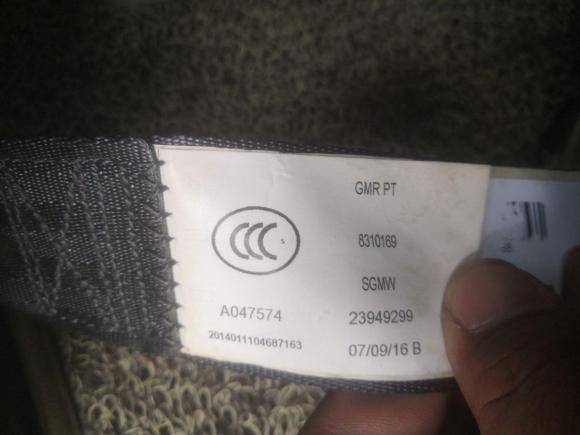 GMR PT
CCC S
8310169
SGMW
A047574
23949299
2014011104687163
07/09/16 B